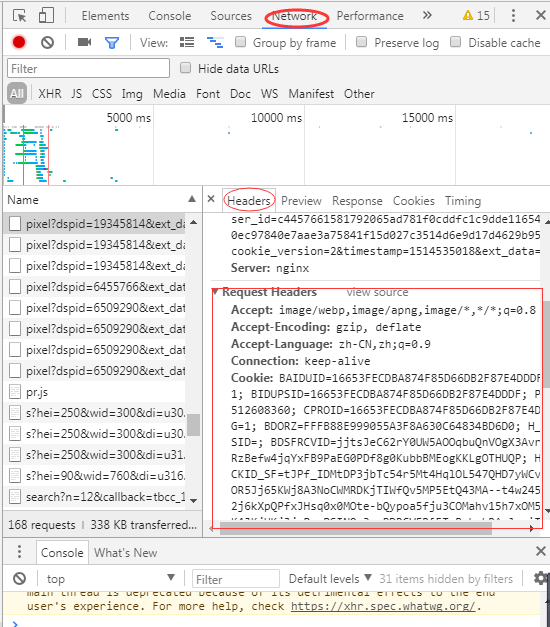 Elements Console Sources Network Performance » 15
View: Group by frame Preserve log Disable cache
Filter Hide data URLs
All XHR JS CSS Img Media Font Doc WS Manifest Other
5000 ms 10000 ms 15000 ms
Name
pixel?dspid=19345814&ext_da
pixel?dspid=19345814&ext_da
pixel?dspid=19345814&ext_da
pixel?dspid=6455766&ext_dat
pixel?dspid=6509290&ext_dat
pixel?dspid=6509290&ext_dat
pixel?dspid=6509290&ext_dat
pixel?dspid=6509290&ext_dat
pr.js
s?hei=250&wid=300&di=u30.
s?hei=250&wid=300&di=u30.
s?hei=250&wid=300&di=u31.
s?hei=90&wid=760&di=u316.
search?n=12&callback=tbcc_1
168 requests | 338 KB transferred...
× Headers Preview Response Cookies Timing
ser_id=c4457661581792065ad781f0cddfc1c9dde11654
0ec97840e7aae3a75841f15d027c3514d6e9d17d4629b95
cookie_version=2&timestamp=1514535018&ext_data=
Server: nginx
Request Headers view source
Accept: image/webp,image/apng,image/*,*/*;q=0.8
Accept-Encoding: gzip, deflate
Accept-Language: zh-CN,zh;q=0.9
Connection: keep-alive
Cookie: BAIDUID=16653FECDBA874F85D66DB2F87E4DDDF
1; BIDUPSID=16653FECDBA874F85D66DB2F87E4DDDF; P
512608360; CPROID=16653FECDBA874F85D66DB2F87E4D
G=1; BDORZ=FFFB88E999055A3F8A630C64834BD6D0; H_
SID=; BDSFRCVID=jjtsJeC62rY0UW5AOOqbuQnVOgX3Avr
RzBefw4jqYxFB9PaEG0PDf8g0KubbBMEogKKLgOTHUQP; H
CKID_SF=tJPf_IDMtDP3jbTc54r5Mt4HqlOL547QHD7yWCv
OR5Jj65KWj8A3NoCWMRDKjTIWfQv5MP5EtQ43MA--t4w245
2j6kXpQPfxJHsq0x0MOte-bQypoa5fju3COMahv15h7xOM5
Console What's New
top Filter Default levels 31 items hidden by filters
main thread is deprecated because of its detrimental effects to the end
user's experience. For more help, check https://xhr.spec.whatwg.org/.